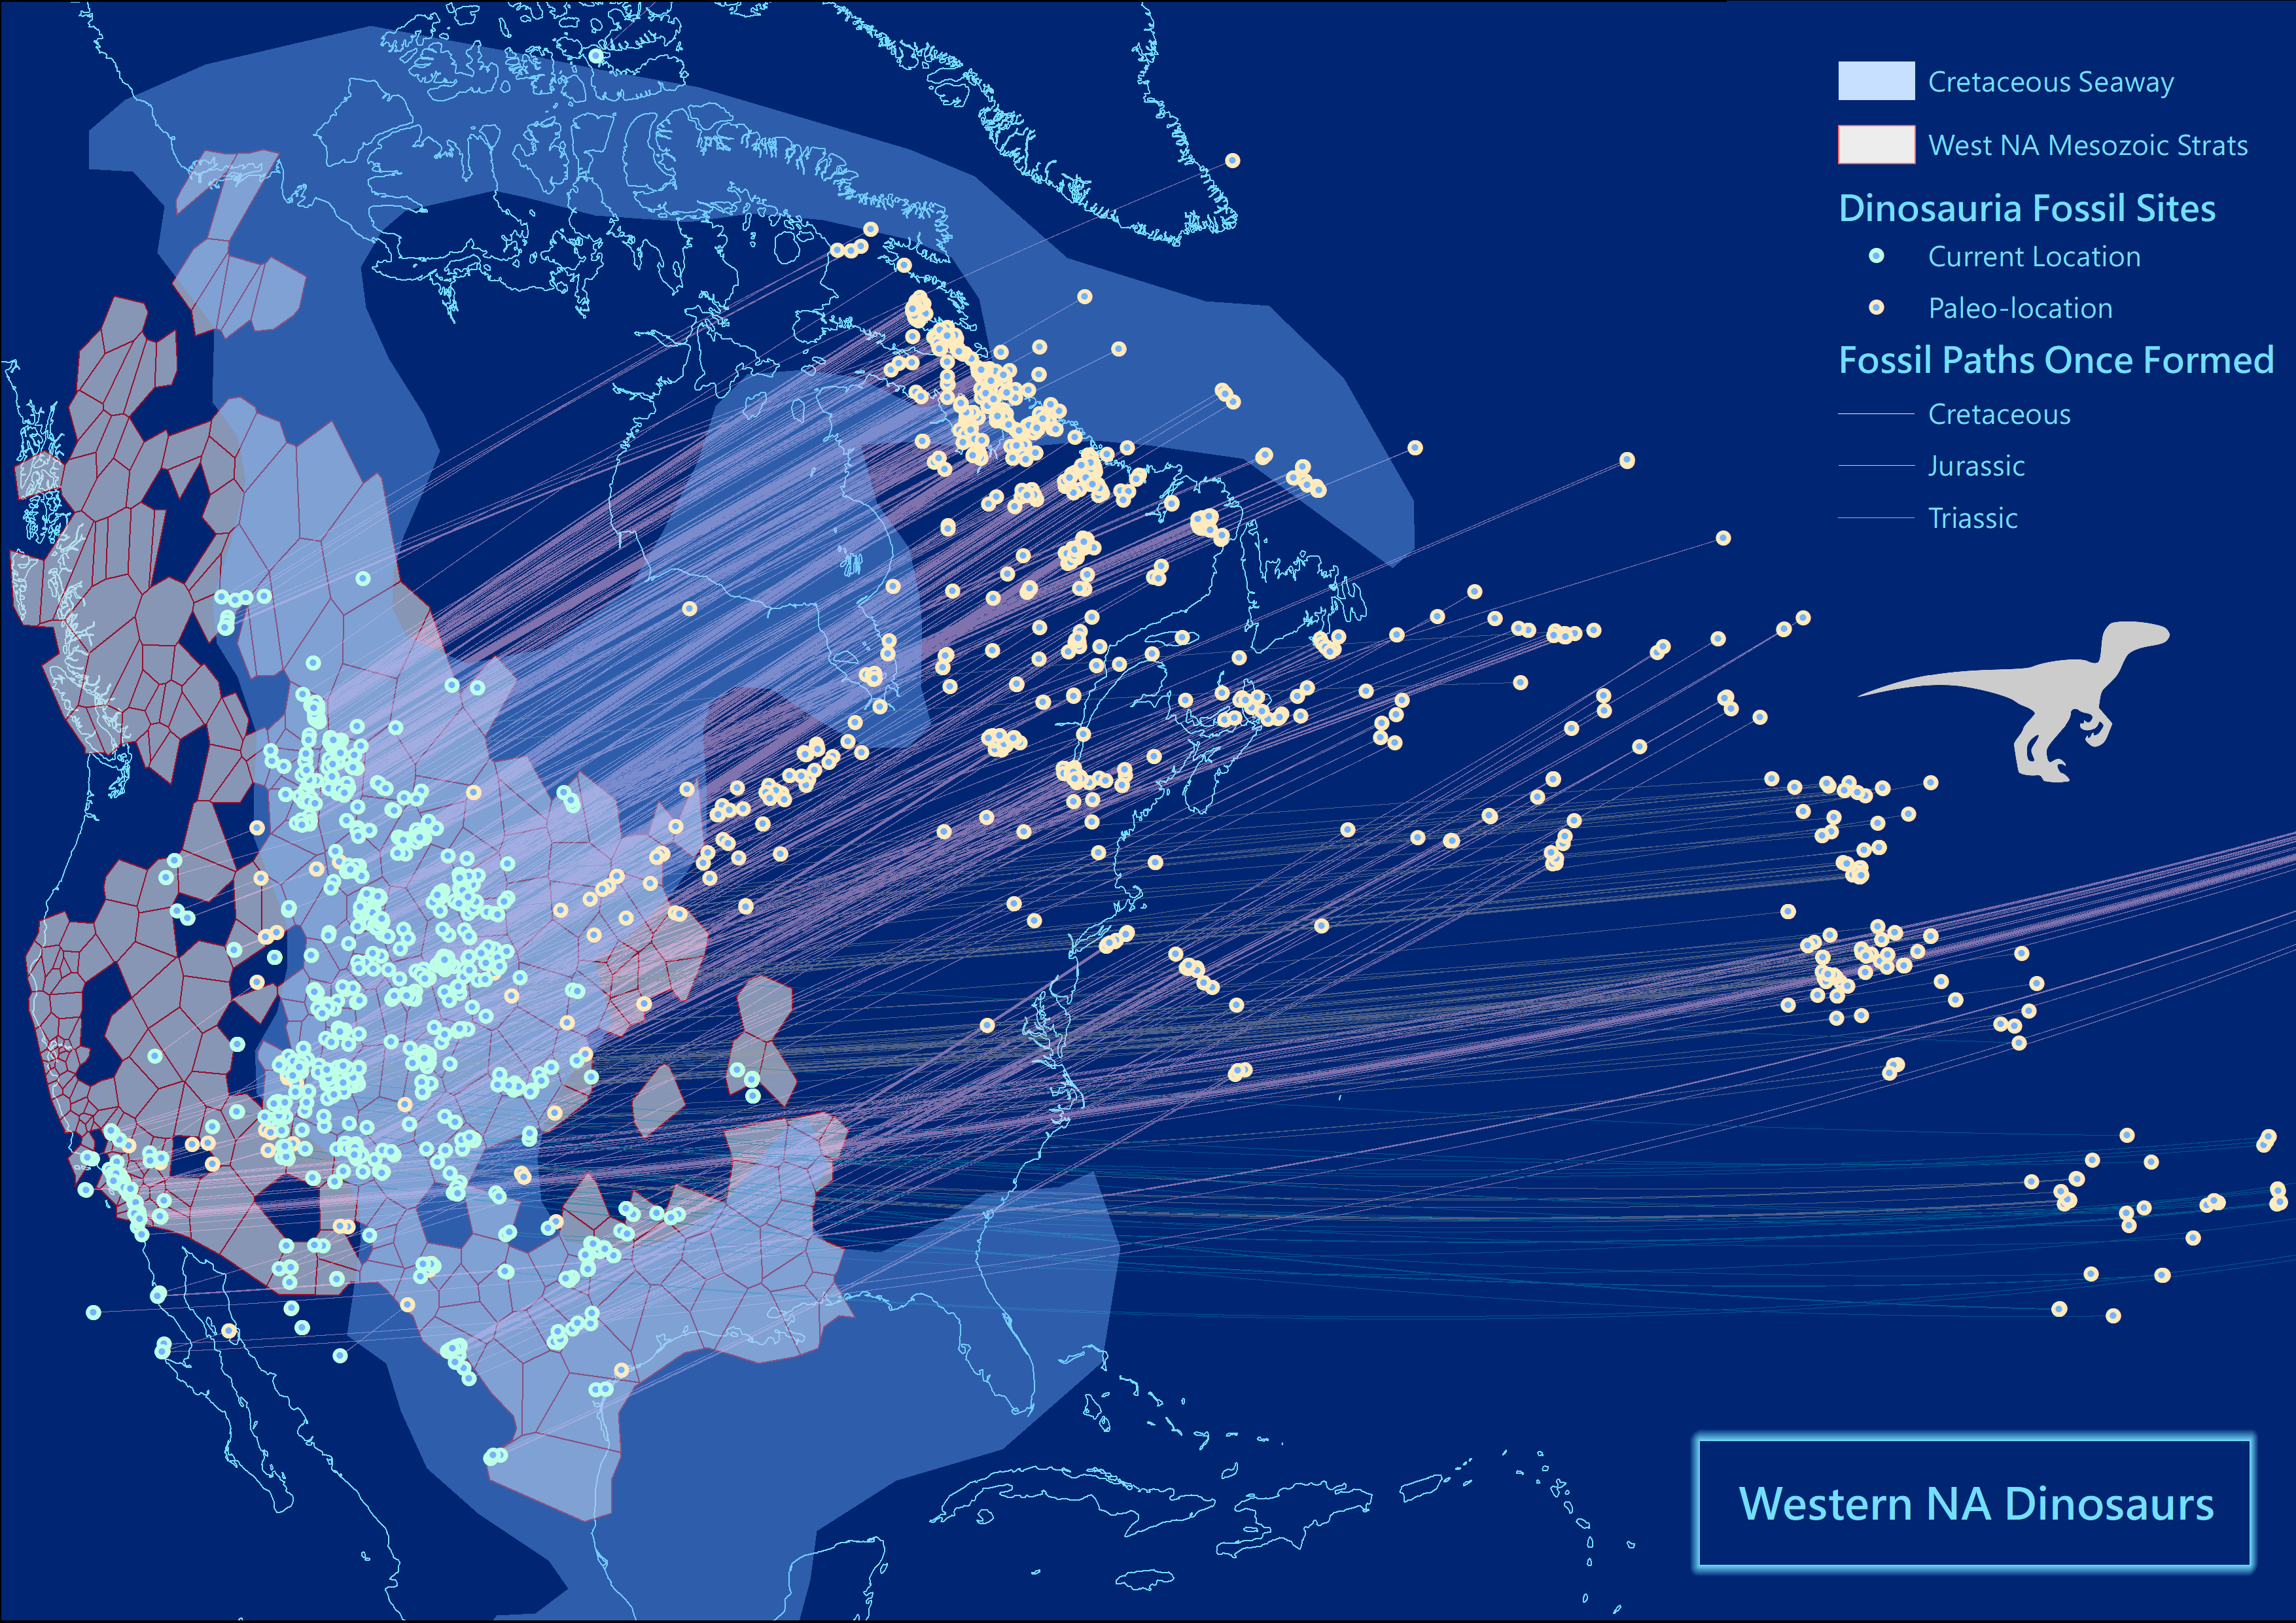 Cretaceous Seaway
West NA Mesozoic Strats
Dinosauria Fossil Sites
Current Location
Paleo-location
Fossil Paths Once Formed
Cretaceous
Jurassic
Triassic
Western NA Dinosaurs